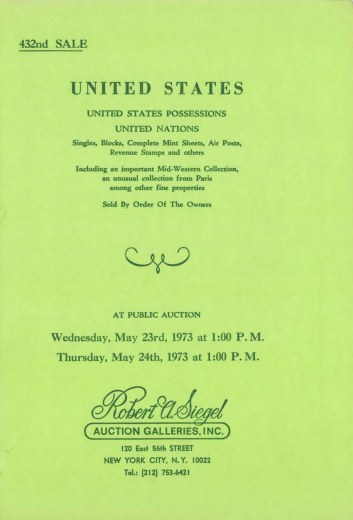 432nd SALE
UNITED STATES
UNITED STATES POSSESSIONS
UNITED NATIONS
Singles, Blocks, Complete Mint Sheets, Air Posts,
Revenue Stamps and others
Including an important Mid-Western Collection,
an unusual collection from Paris
among other fine properties
Sold By Order Of The Owners
AT PUBLIC AUCTION
Wednesday, May 23rd, 1973 at 1:00 P. M.
Thursday, May 24th, 1973 at 1:00 P. M.
Robert A. Siegel
AUCTION GALLERIES, INC.
120 East 56th STREET
NEW YORK CITY, N. Y. 10022
Tel.: (212) 753-6421